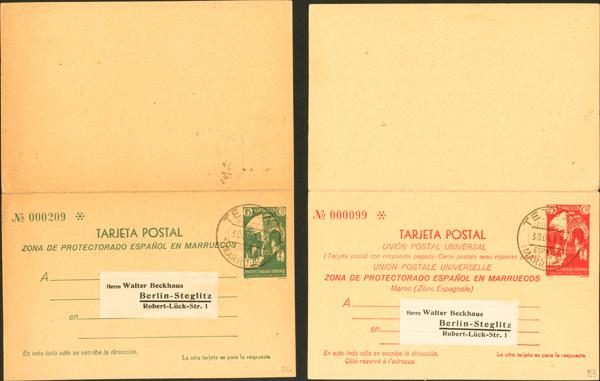 № 000209 *
TARJETA POSTAL
ZONA DE PROTECTORADO ESPAÑOL EN MARRUECOS
A
Herrn Walter Beckhaus
Berlin-Steglitz
Robert-Lück-Str. 1
en
En este lado sólo se escribe la dirección.
La otra tarjeta es para la respuesta.
№ 000099 *
TARJETA POSTAL
UNIÓN POSTAL UNIVERSAL
(Tarjeta postal con respuesta pagada - Carte postale avec réponse
UNION POSTALE UNIVERSELLE
ZONA DE PROTECTORADO ESPAÑOL EN MARRUECOS
Maroc (Zône Espagnole)
A
Herrn Walter Beckhaus
Berlin-Steglitz
Robert-Lück-Str. 1
en
En este lado sólo se escribe la dirección.
Côté reservé à l'adresse.
La otra tarjeta es para la respuesta.